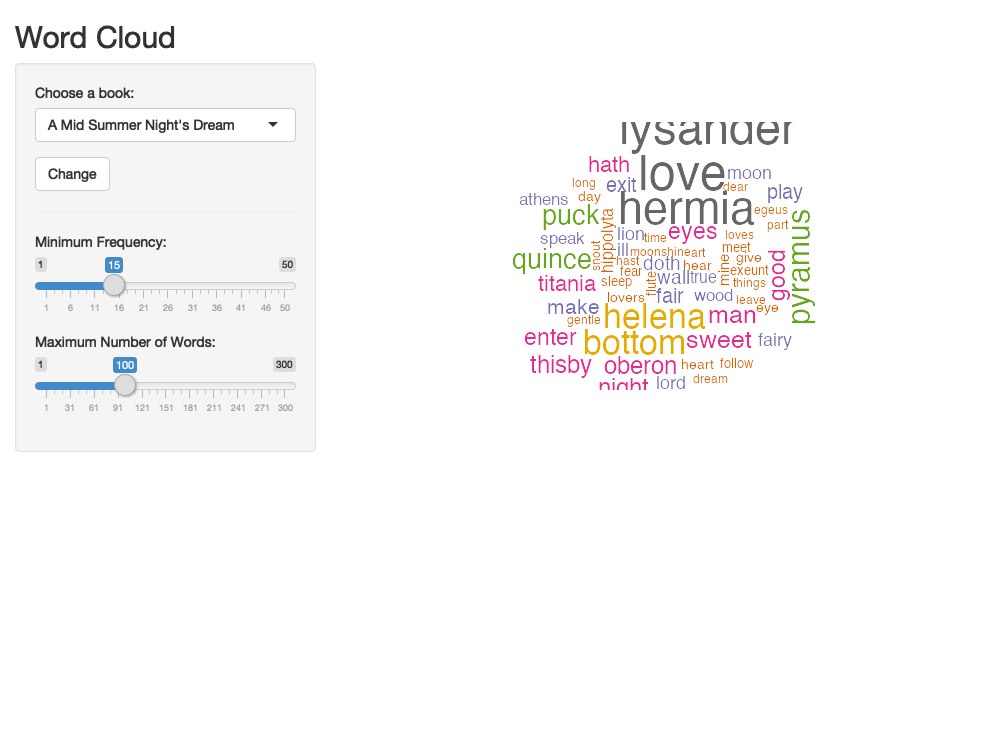 Word Cloud
Choose a book:
A Mid Summer Night's Dream
Change
Minimum Frequency:
1 15 50
1 6 11 16 21 26 31 36 41 46 50
Maximum Number of Words:
1 100 300
1 31 61 91 121 151 181 211 241 271 300
lysander
hath love moon
long exit dear play
athens day hermia egeus
puck part
speak hippolyta lion time eyes loves pyramus
quince snout ill moonshine art meet
hast doth hear mine give good
fear exeunt
titania sleep flute wall true things
lovers fair wood leave
make helena man eye
gentle
enter bottom sweet fairy
thisby oberon heart follow
night lord dream